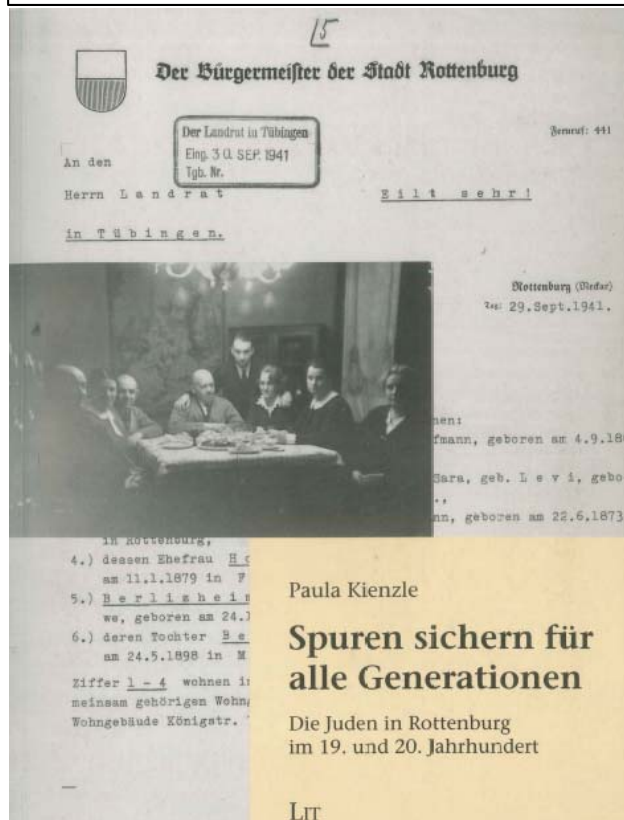 15
Der Bürgermeister der Stadt Rottenburg
Der Landrat in Tübingen
Eing. 30. SEP. 1941
Tgb. Nr.
Fernruf: 441
An den
Herrn Landrat
Eilt sehr!
in Tübingen.
Rottenburg (Neckar)
Tag: 29.Sept.1941.
nen:
fmann, geboren am 4.9.18
Sara, geb. Levi, gebo
.,
nn, geboren am 22.6.1873
in Rottenburg,
4.) dessen Ehefrau H
am 11.1.1879 in F
5.) Berlizheim
we, geboren am 24.
6.) deren Tochter Be
am 24.5.1898 in M
Ziffer 1 - 4 wohnen i
meinsam gehörigen Wohn
Wohngebäude Königstr.
Paula Kienzle
Spuren sichern für
alle Generationen
Die Juden in Rottenburg
im 19. und 20. Jahrhundert
LIT